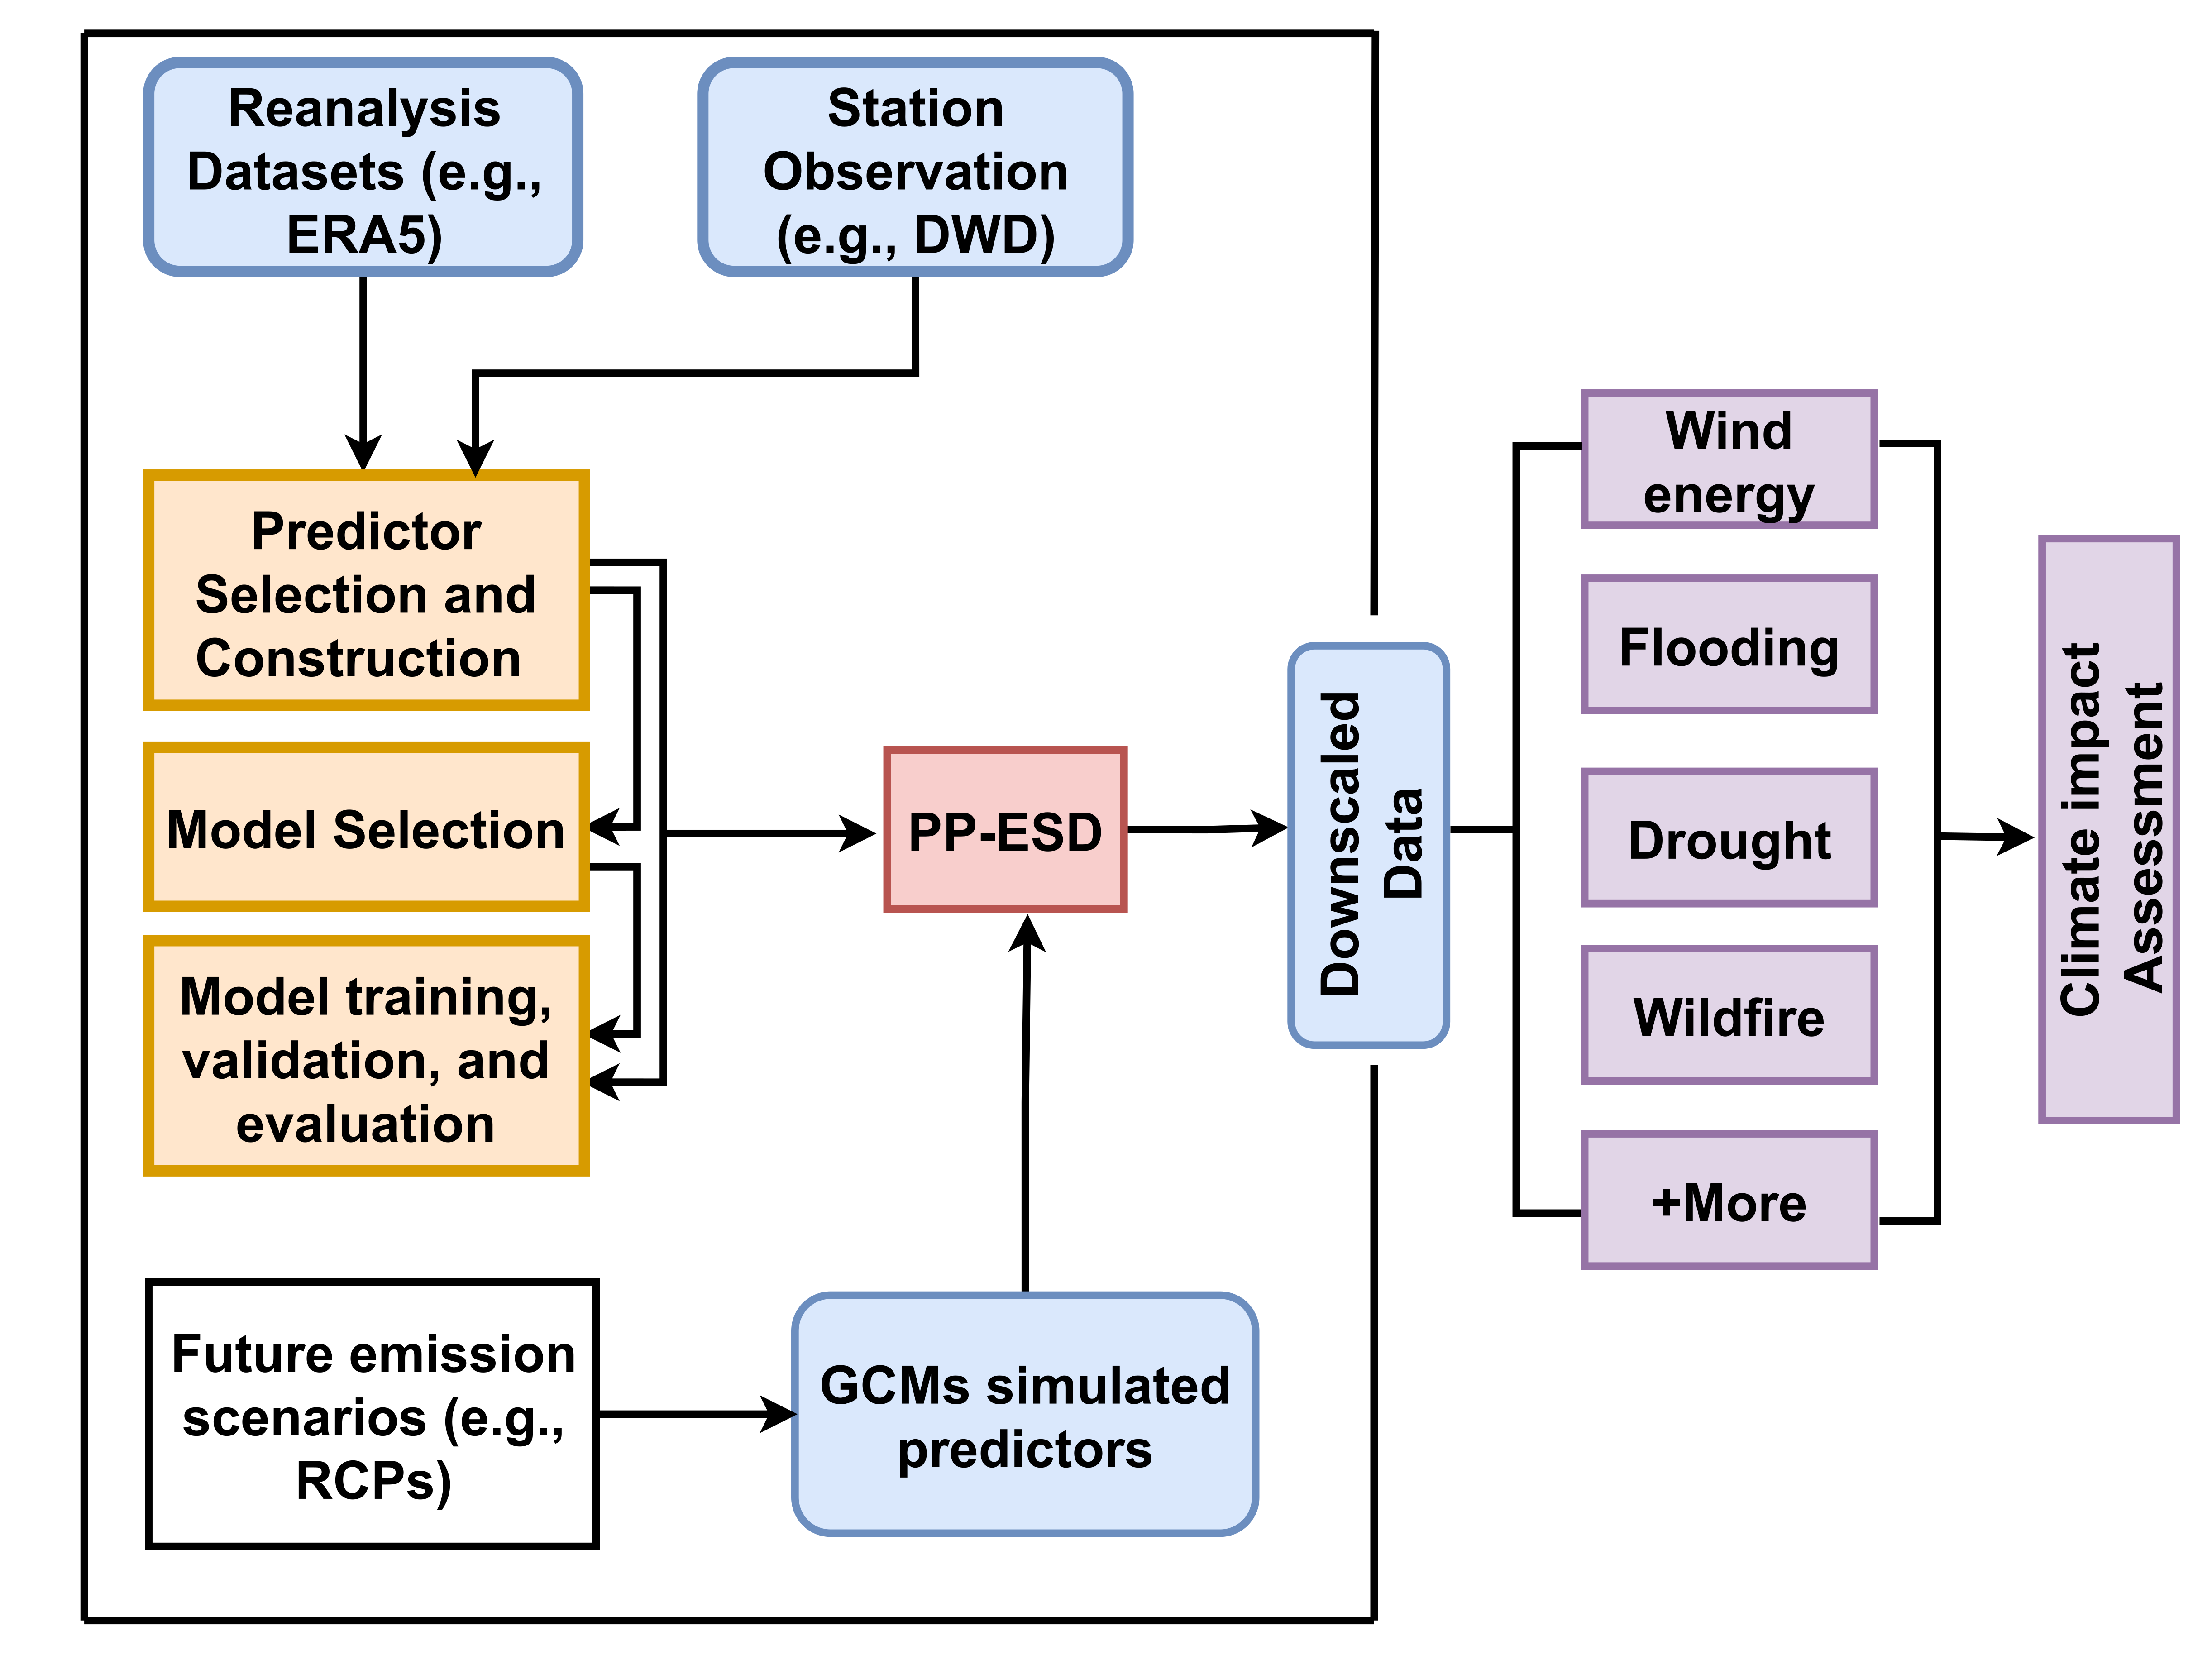 Reanalysis
Datasets (e.g.,
ERA5)
Station
Observation
(e.g., DWD)
Predictor
Selection and
Construction
Model Selection
Model training,
validation, and
evaluation
Future emission
scenarios (e.g.,
RCPs)
GCMs simulated
predictors
PP-ESD
Downscaled
Data
Wind
energy
Flooding
Drought
Wildfire
+More
Climate impact
Assessment